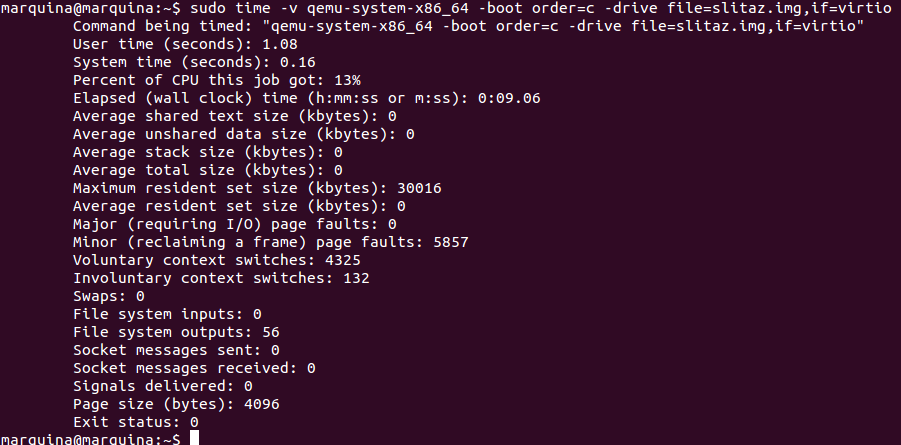 marquina@marquina:~$ sudo time -v qemu-system-x86_64 -boot order=c -drive file=slitaz.img,if=virtio
Command being timed: "qemu-system-x86_64 -boot order=c -drive file=slitaz.img,if=virtio"
User time (seconds): 1.08
System time (seconds): 0.16
Percent of CPU this job got: 13%
Elapsed (wall clock) time (h:mm:ss or m:ss): 0:09.06
Average shared text size (kbytes): 0
Average unshared data size (kbytes): 0
Average stack size (kbytes): 0
Average total size (kbytes): 0
Maximum resident set size (kbytes): 30016
Average resident set size (kbytes): 0
Major (requiring I/O) page faults: 0
Minor (reclaiming a frame) page faults: 5857
Voluntary context switches: 4325
Involuntary context switches: 132
Swaps: 0
File system inputs: 0
File system outputs: 56
Socket messages sent: 0
Socket messages received: 0
Signals delivered: 0
Page size (bytes): 4096
Exit status: 0
marquina@marquina:~$